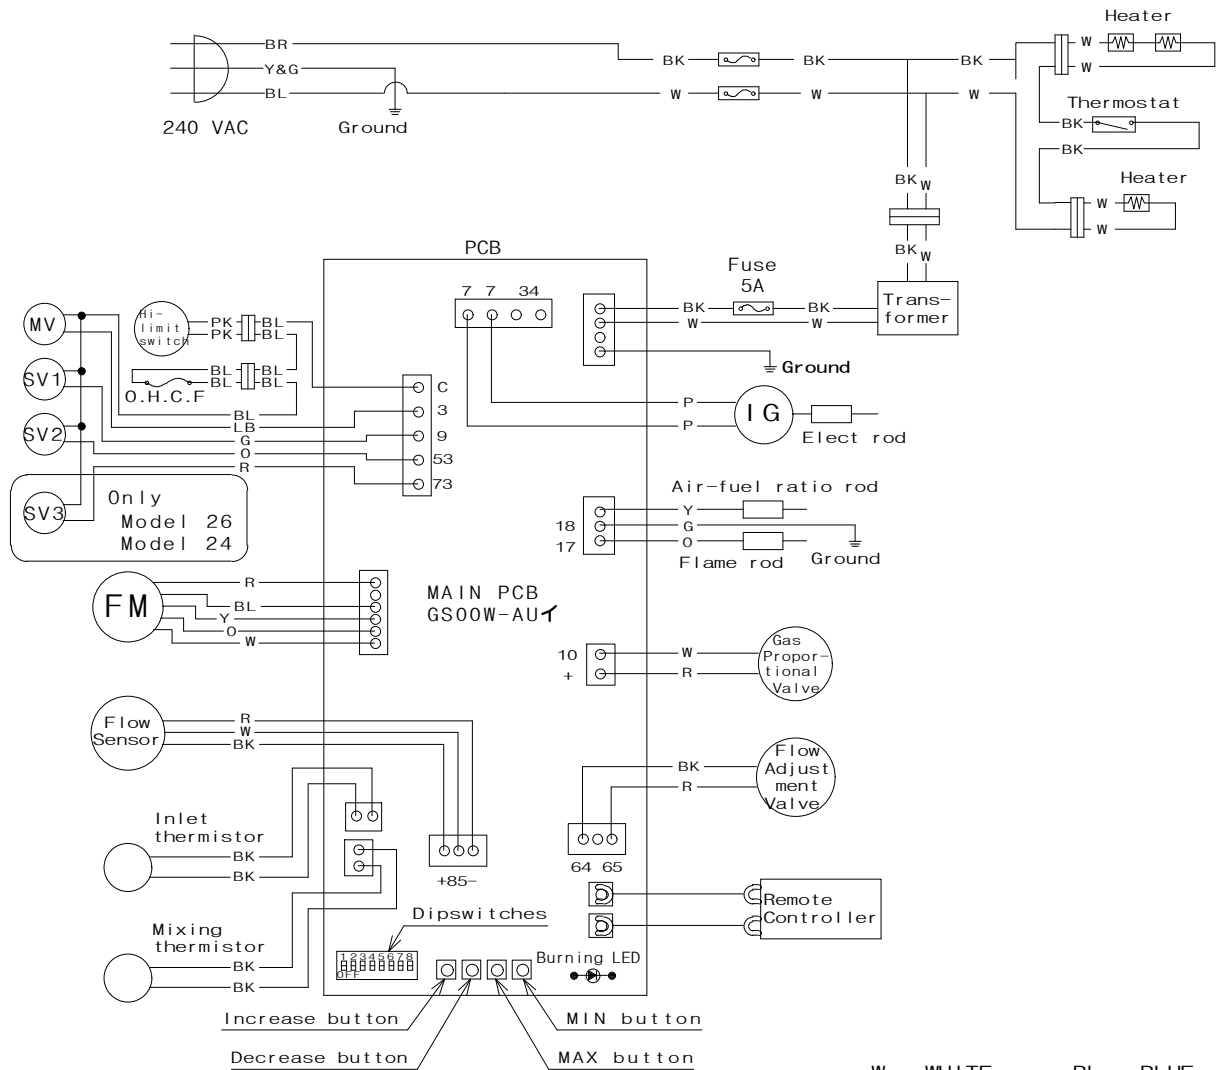 Heater
BR
BK BK BK
W
W
Y&G
BL
W W W
240 VAC
Ground
Thermostat
BK
BK
Heater
BK W
W
W
BK W
PCB
Fuse
5A
7 7 34
BK BK
W W
Trans-
former
Ground
MV
Hi-
limit
switch
PK BL
PK BL
SV1
BL BL
BL BL
O.H.C.F
BL
LB
G
O
R
C
3
9
53
73
SV2
P
P
IG
Elect rod
SV3
Only
Model 26
Model 24
Air-fuel ratio rod
Y
18 G
17 O
Flame rod
Ground
FM
R
BL
Y
O
W
MAIN PCB
GS00W-AUイ
10 W
+ R
Gas
Propor-
tional
Valve
Flow
Sensor
R
W
BK
BK
R
Flow
Adjust
ment
Valve
Inlet
thermistor
BK
BK
+85-
64 65
Remote
Controller
Mixing
thermistor
BK
BK
Dipswitches
12345678
OFF
Burning LED
Increase button
MIN button
Decrease button
MAX button